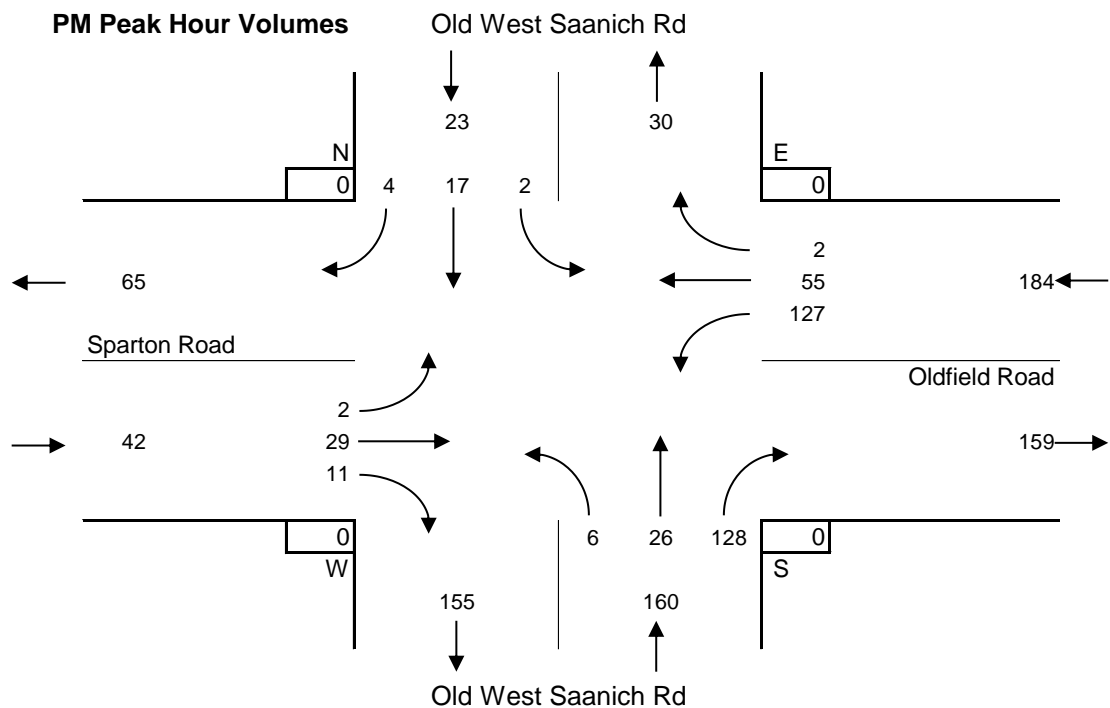 PM Peak Hour Volumes Old West Saanich Rd
23 30
N E
0 4 17 2 0
2
65 55 184
127
Sparton Road
Oldfield Road
2
42 29 159
11
0 6 26 128 0
W S
155 160
Old West Saanich Rd